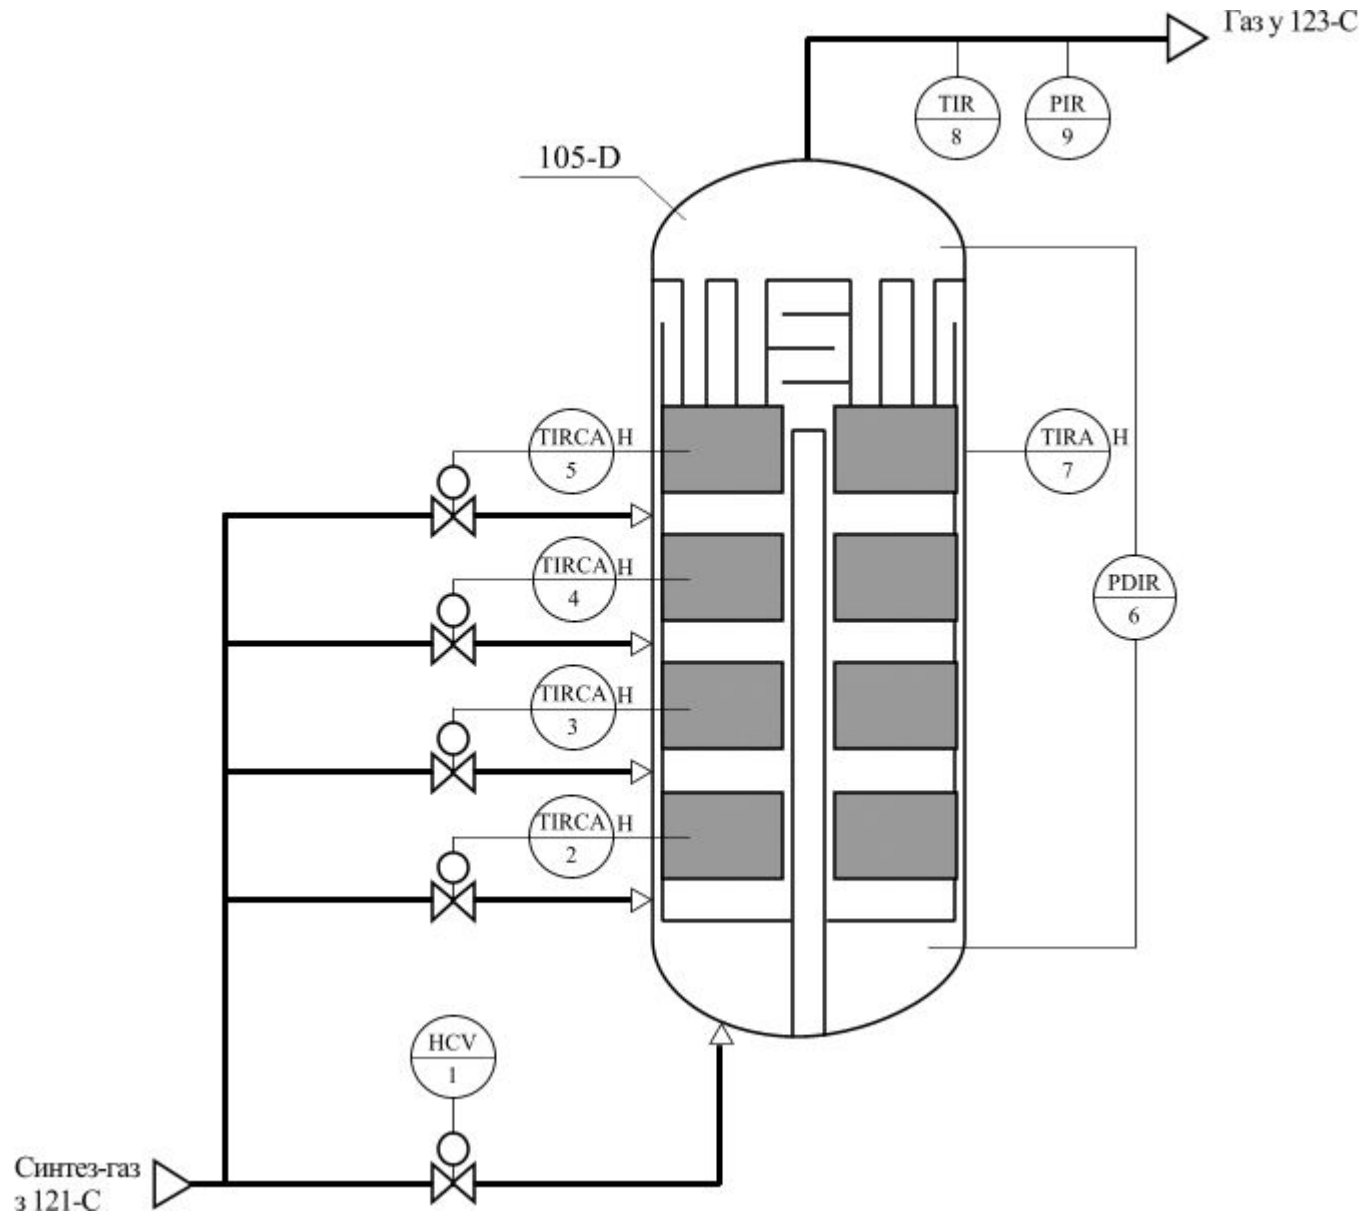 Газ у 123-С
TIR
8
PIR
9
105-D
TIRCA H
5
TIRA H
7
TIRCA H
4
PDIR
6
TIRCA H
3
TIRCA H
2
HCV
1
Синтез-газ
з 121-С